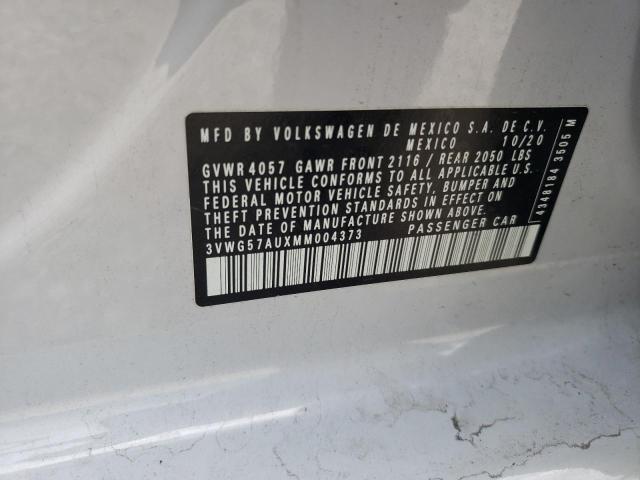 MFD BY VOLKSWAGEN DE MEXICO S.A. DE C.V.
MEXICO 10/20
GVWR 4057 GAWR FRONT 2116 / REAR 2050 LBS
THIS VEHICLE CONFORMS TO ALL APPLICABLE U.S.
FEDERAL MOTOR VEHICLE SAFETY, BUMPER AND
THEFT PREVENTION STANDARDS IN EFFECT ON
THE DATE OF MANUFACTURE SHOWN ABOVE.
3VWG57AUXMM004373 PASSENGER CAR
4348184 3505 M